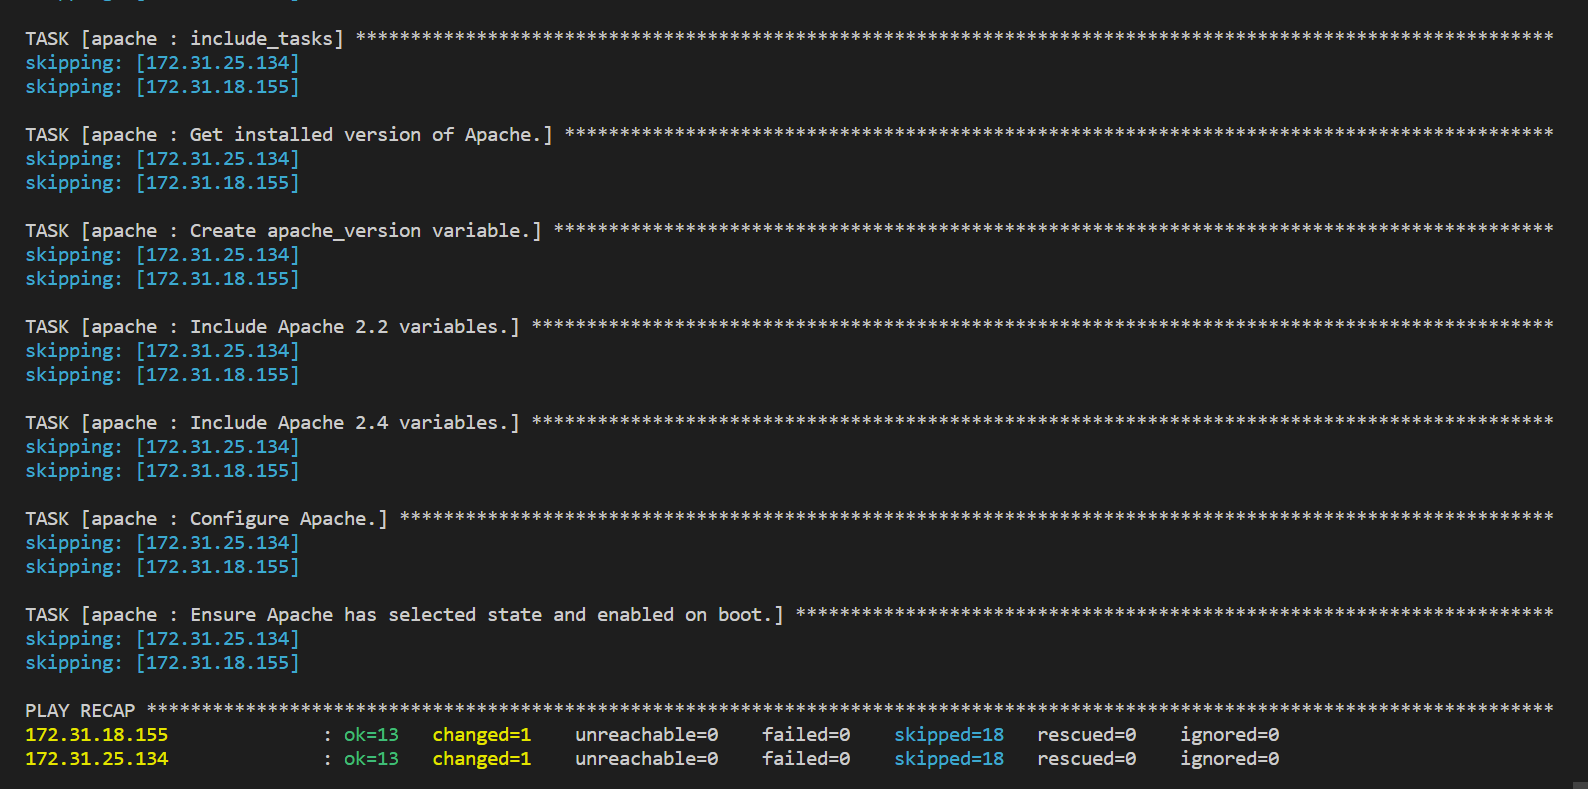 TASK [apache : include_tasks] *************************************************************************************************************
skipping: [172.31.25.134]
skipping: [172.31.18.155]
TASK [apache : Get installed version of Apache.] ******************************************************************************************
skipping: [172.31.25.134]
skipping: [172.31.18.155]
TASK [apache : Create apache_version variable.] *******************************************************************************************
skipping: [172.31.25.134]
skipping: [172.31.18.155]
TASK [apache : Include Apache 2.2 variables.] *********************************************************************************************
skipping: [172.31.25.134]
skipping: [172.31.18.155]
TASK [apache : Include Apache 2.4 variables.] *********************************************************************************************
skipping: [172.31.25.134]
skipping: [172.31.18.155]
TASK [apache : Configure Apache.] *********************************************************************************************************
skipping: [172.31.25.134]
skipping: [172.31.18.155]
TASK [apache : Ensure Apache has selected state and enabled on boot.] *********************************************************************
skipping: [172.31.25.134]
skipping: [172.31.18.155]
PLAY RECAP ********************************************************************************************************************************
172.31.18.155              : ok=13   changed=1    unreachable=0    failed=0    skipped=18   rescued=0    ignored=0
172.31.25.134              : ok=13   changed=1    unreachable=0    failed=0    skipped=18   rescued=0    ignored=0